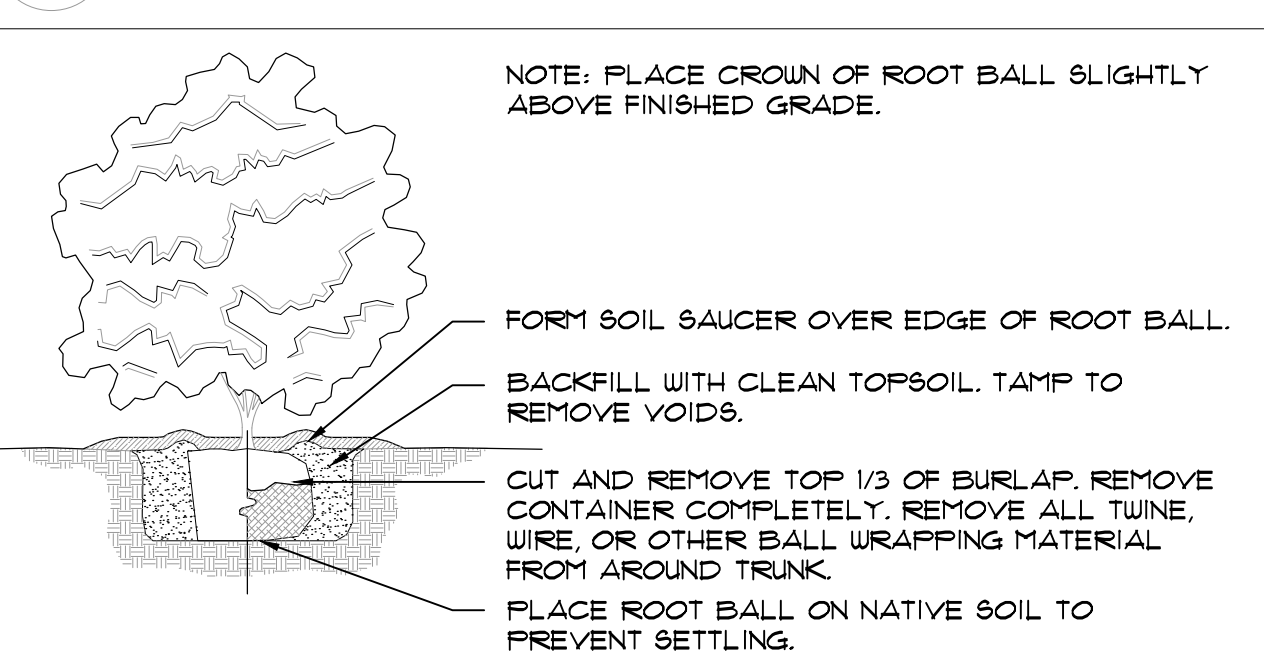 NOTE: PLACE CROWN OF ROOT BALL SLIGHTLY
ABOVE FINISHED GRADE.
FORM SOIL SAUCER OVER EDGE OF ROOT BALL.
BACKFILL WITH CLEAN TOPSOIL. TAMP TO
REMOVE VOIDS.
CUT AND REMOVE TOP 1/3 OF BURLAP. REMOVE
CONTAINER COMPLETELY. REMOVE ALL TWINE,
WIRE, OR OTHER BALL WRAPPING MATERIAL
FROM AROUND TRUNK.
PLACE ROOT BALL ON NATIVE SOIL TO
PREVENT SETTLING.